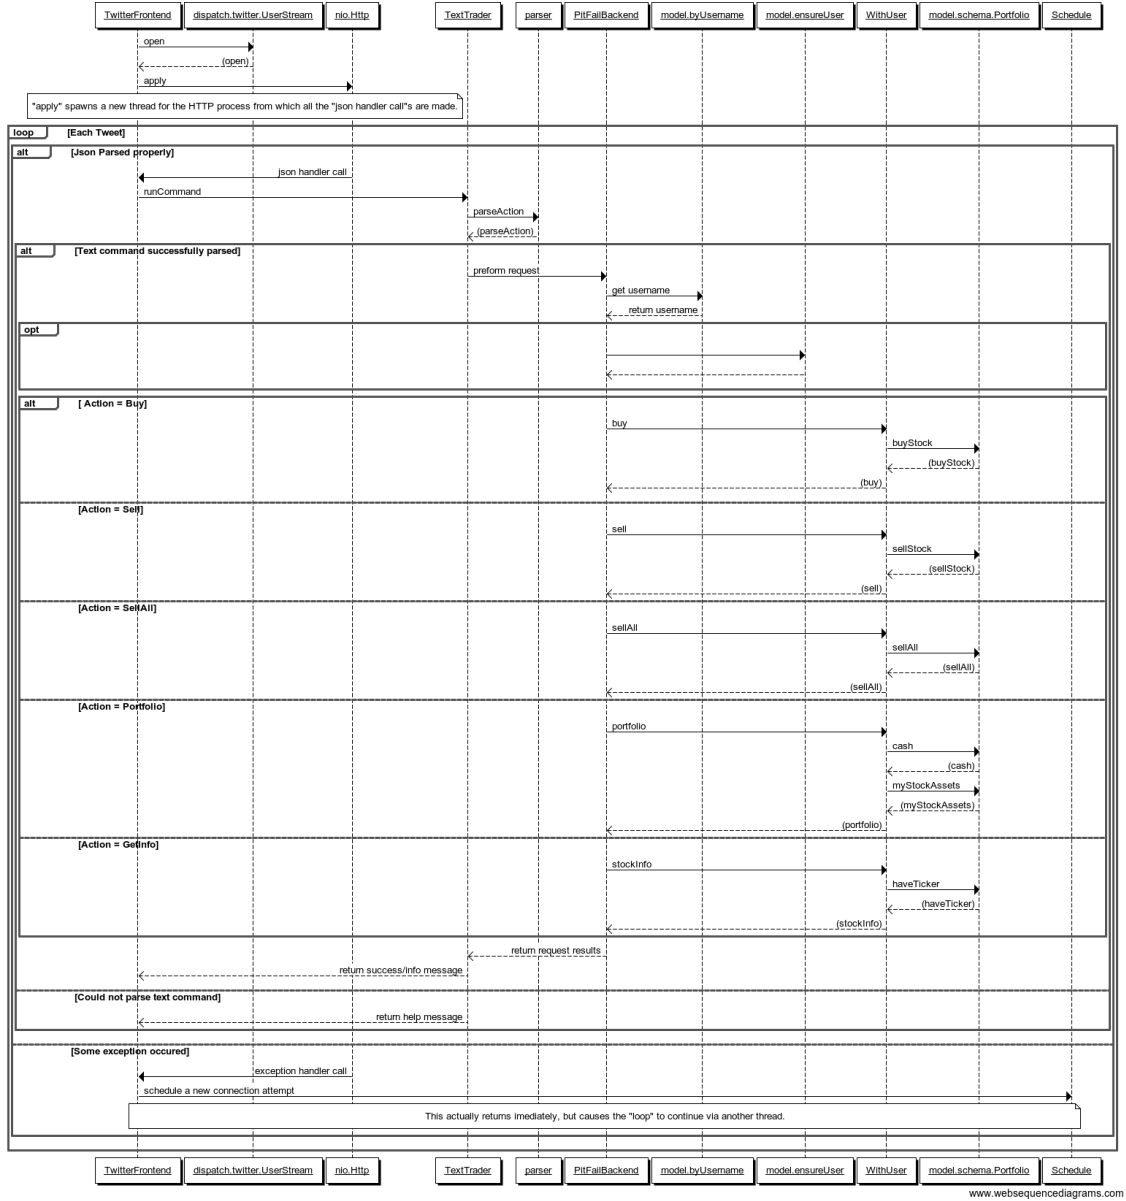 TwitterFrontend dispatch.twitter.UserStream nio.Http TextTrader parser PitFailBackend model.byUsername model.ensureUser WithUser model.schema.Portfolio Schedule
open
(open)
apply
"apply" spawns a new thread for the HTTP process from which all the "json handler call"s are made.
loop [Each Tweet]
alt [Json Parsed properly]
json handler call
runCommand
parseAction
(parseAction)
alt [Text command successfully parsed]
preform request
get username
return username
opt
alt [ Action = Buy]
buy
buyStock
(buyStock)
(buy)
[Action = Sell]
sell
sellStock
(sellStock)
(sell)
[Action = SellAll]
sellAll
sellAll
(sellAll)
(sellAll)
[Action = Portfolio]
portfolio
cash
(cash)
myStockAssets
(myStockAssets)
(portfolio)
[Action = GetInfo]
stockInfo
haveTicker
(haveTicker)
(stockInfo)
return request results
return success/info message
[Could not parse text command]
return help message
[Some exception occured]
exception handler call
schedule a new connection attempt
This actually returns imediately, but causes the "loop" to continue via another thread.
TwitterFrontend dispatch.twitter.UserStream nio.Http TextTrader parser PitFailBackend model.byUsername model.ensureUser WithUser model.schema.Portfolio Schedule
www.websequencediagrams.com